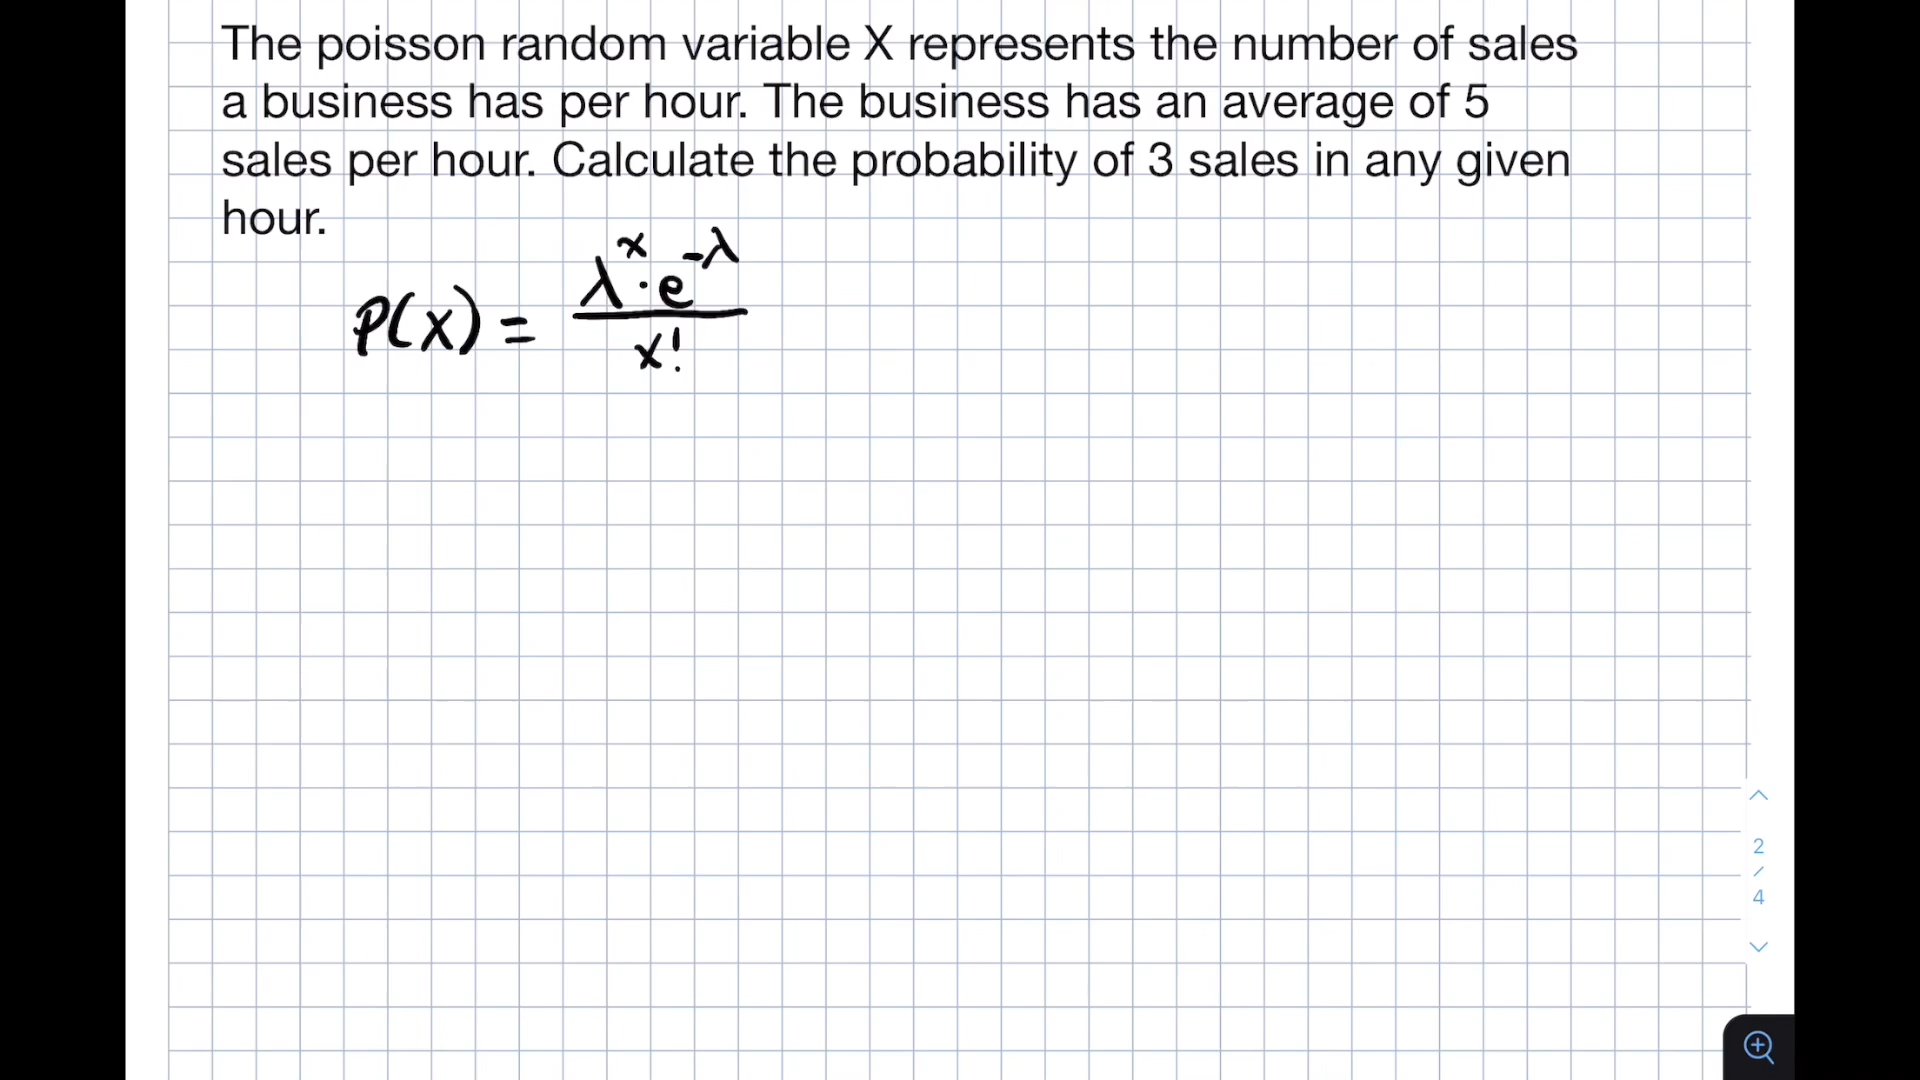 The poisson random variable X represents the number of sales
a business has per hour. The business has an average of 5
sales per hour. Calculate the probability of 3 sales in any given
hour.
P(x) = λ^x · e^-λ / x!
2
/
4